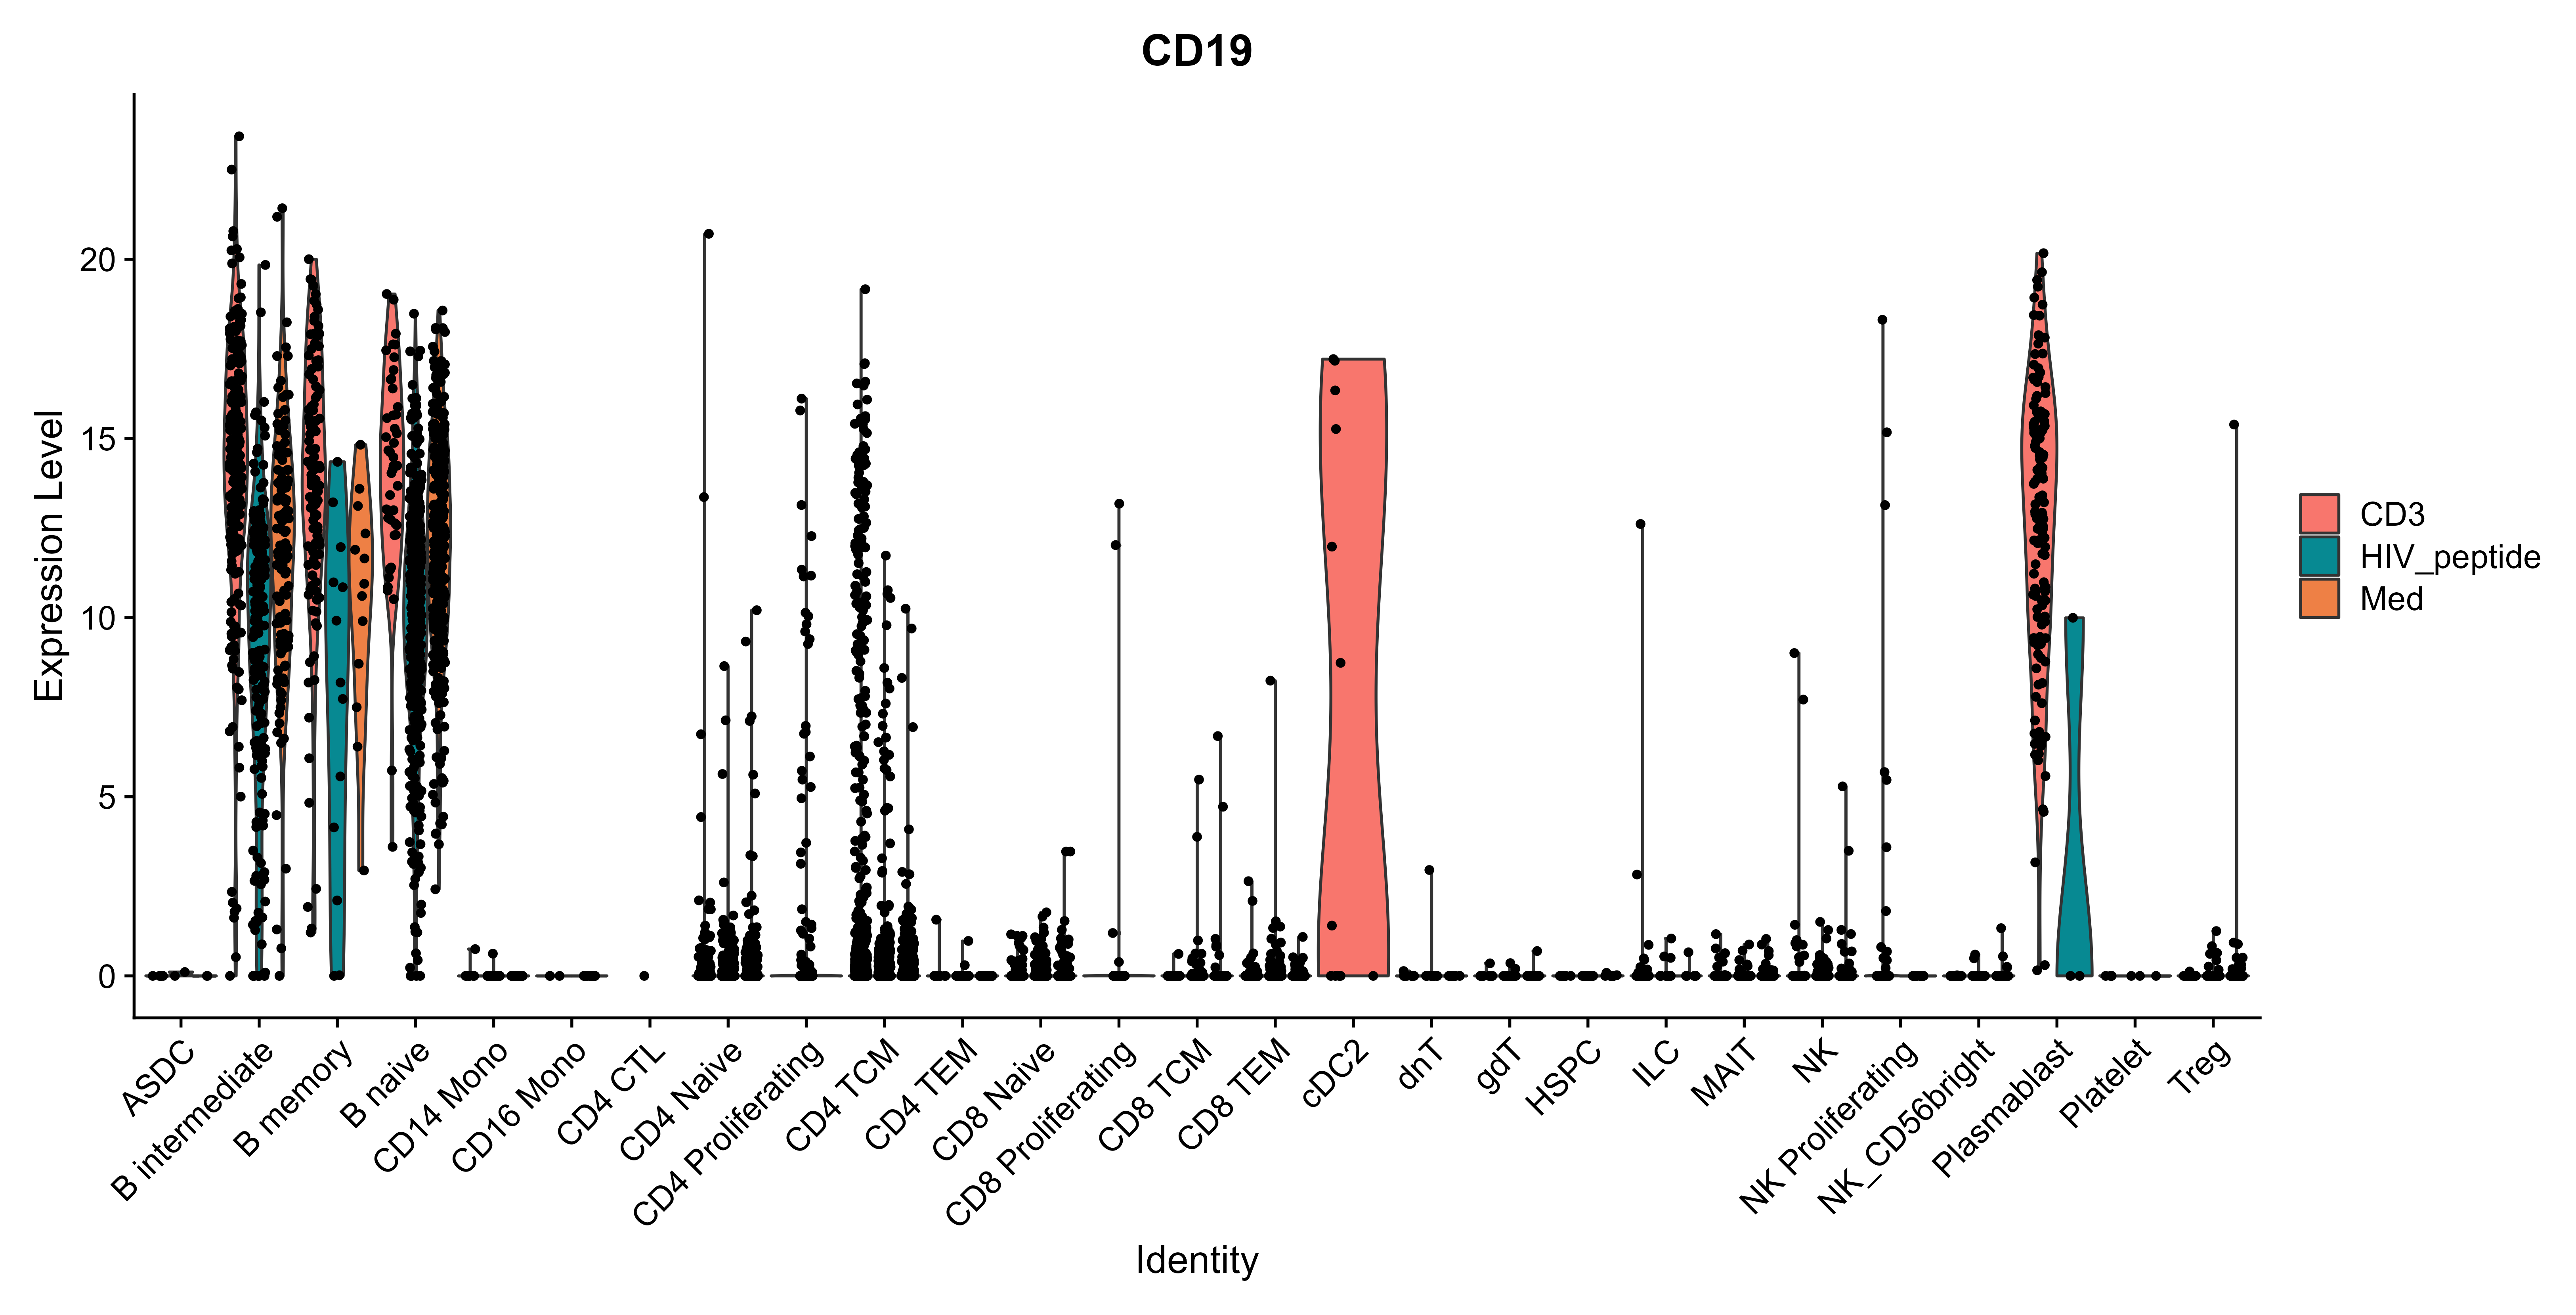 CD19
Expression Level
20
15
10
5
0
ASDC
B intermediate
B memory
B naive
CD14 Mono
CD16 Mono
CD4 CTL
CD4 Naive
CD4 Proliferating
CD4 TCM
CD4 TEM
CD8 Naive
CD8 Proliferating
CD8 TCM
CD8 TEM
cDC2
dnT
gdT
HSPC
ILC
MAIT
NK
NK Proliferating
NK_CD56bright
Plasmablast
Platelet
Treg
Identity
CD3
HIV_peptide
Med